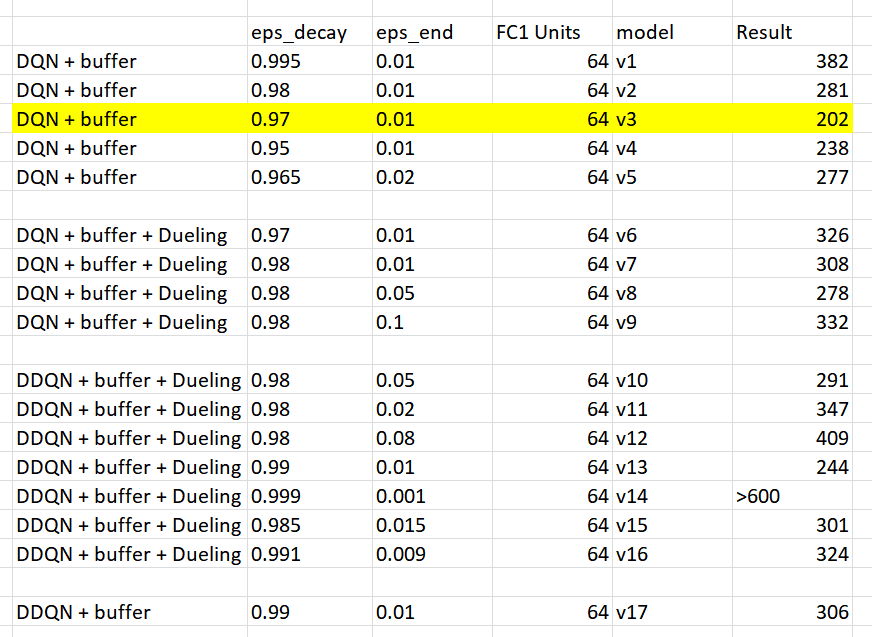 eps_decay eps_end FC1 Units model Result
DQN + buffer 0.995 0.01 64 v1 382
DQN + buffer 0.98 0.01 64 v2 281
DQN + buffer 0.97 0.01 64 v3 202
DQN + buffer 0.95 0.01 64 v4 238
DQN + buffer 0.965 0.02 64 v5 277
DQN + buffer + Dueling 0.97 0.01 64 v6 326
DQN + buffer + Dueling 0.98 0.01 64 v7 308
DQN + buffer + Dueling 0.98 0.05 64 v8 278
DQN + buffer + Dueling 0.98 0.1 64 v9 332
DDQN + buffer + Dueling 0.98 0.05 64 v10 291
DDQN + buffer + Dueling 0.98 0.02 64 v11 347
DDQN + buffer + Dueling 0.98 0.08 64 v12 409
DDQN + buffer + Dueling 0.99 0.01 64 v13 244
DDQN + buffer + Dueling 0.999 0.001 64 v14 >600
DDQN + buffer + Dueling 0.985 0.015 64 v15 301
DDQN + buffer + Dueling 0.991 0.009 64 v16 324
DDQN + buffer 0.99 0.01 64 v17 306